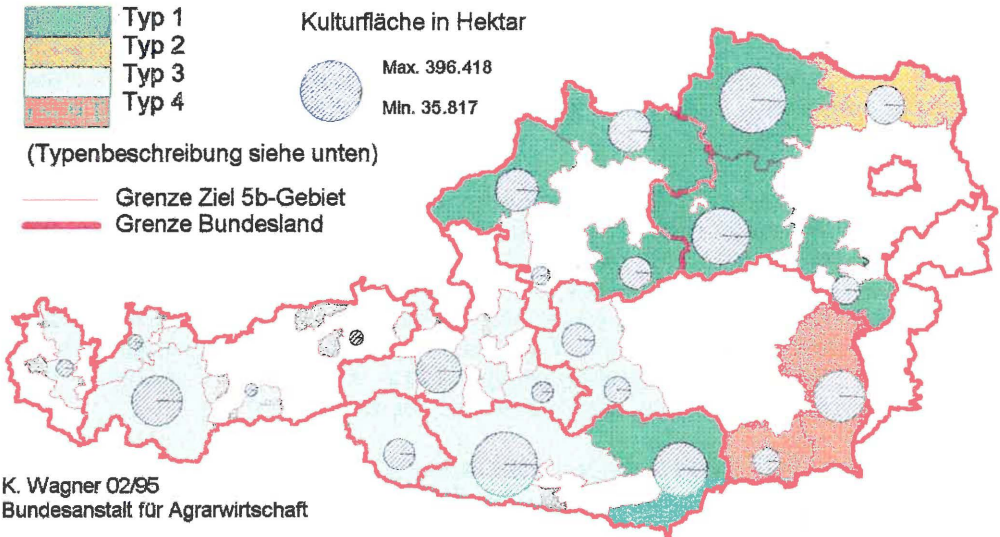 Typ 1
Typ 2
Typ 3
Typ 4
Kulturfläche in Hektar
Max. 396.418
Min. 35.817
(Typenbeschreibung siehe unten)
Grenze Ziel 5b-Gebiet
Grenze Bundesland
K. Wagner 02/95
Bundesanstalt für Agrarwirtschaft